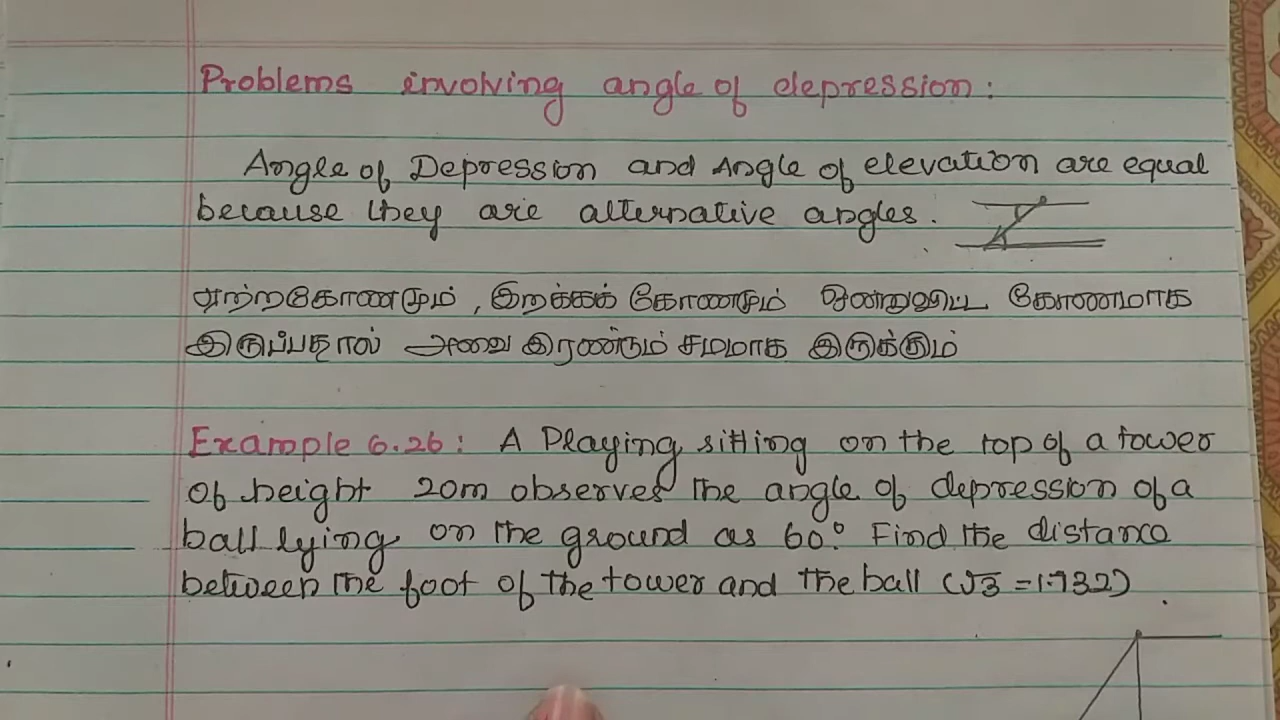 Problems involving angle of depression:
Angle of Depression and Angle of elevation are equal
because they are alternative angles.
ஏற்றகோணமும், இறக்கக் கோணமும் ஒன்றுவிட்ட கோணமாக
இருப்பதால் அவை இரண்டும் சமமாக இருக்கும்
Example 6.26: A Playing sitting on the top of a tower
of height 20m observes the angle of depression of a
ball lying on the ground as 60°. Find the distance
between the foot of the tower and the ball (√3 = 1.732)